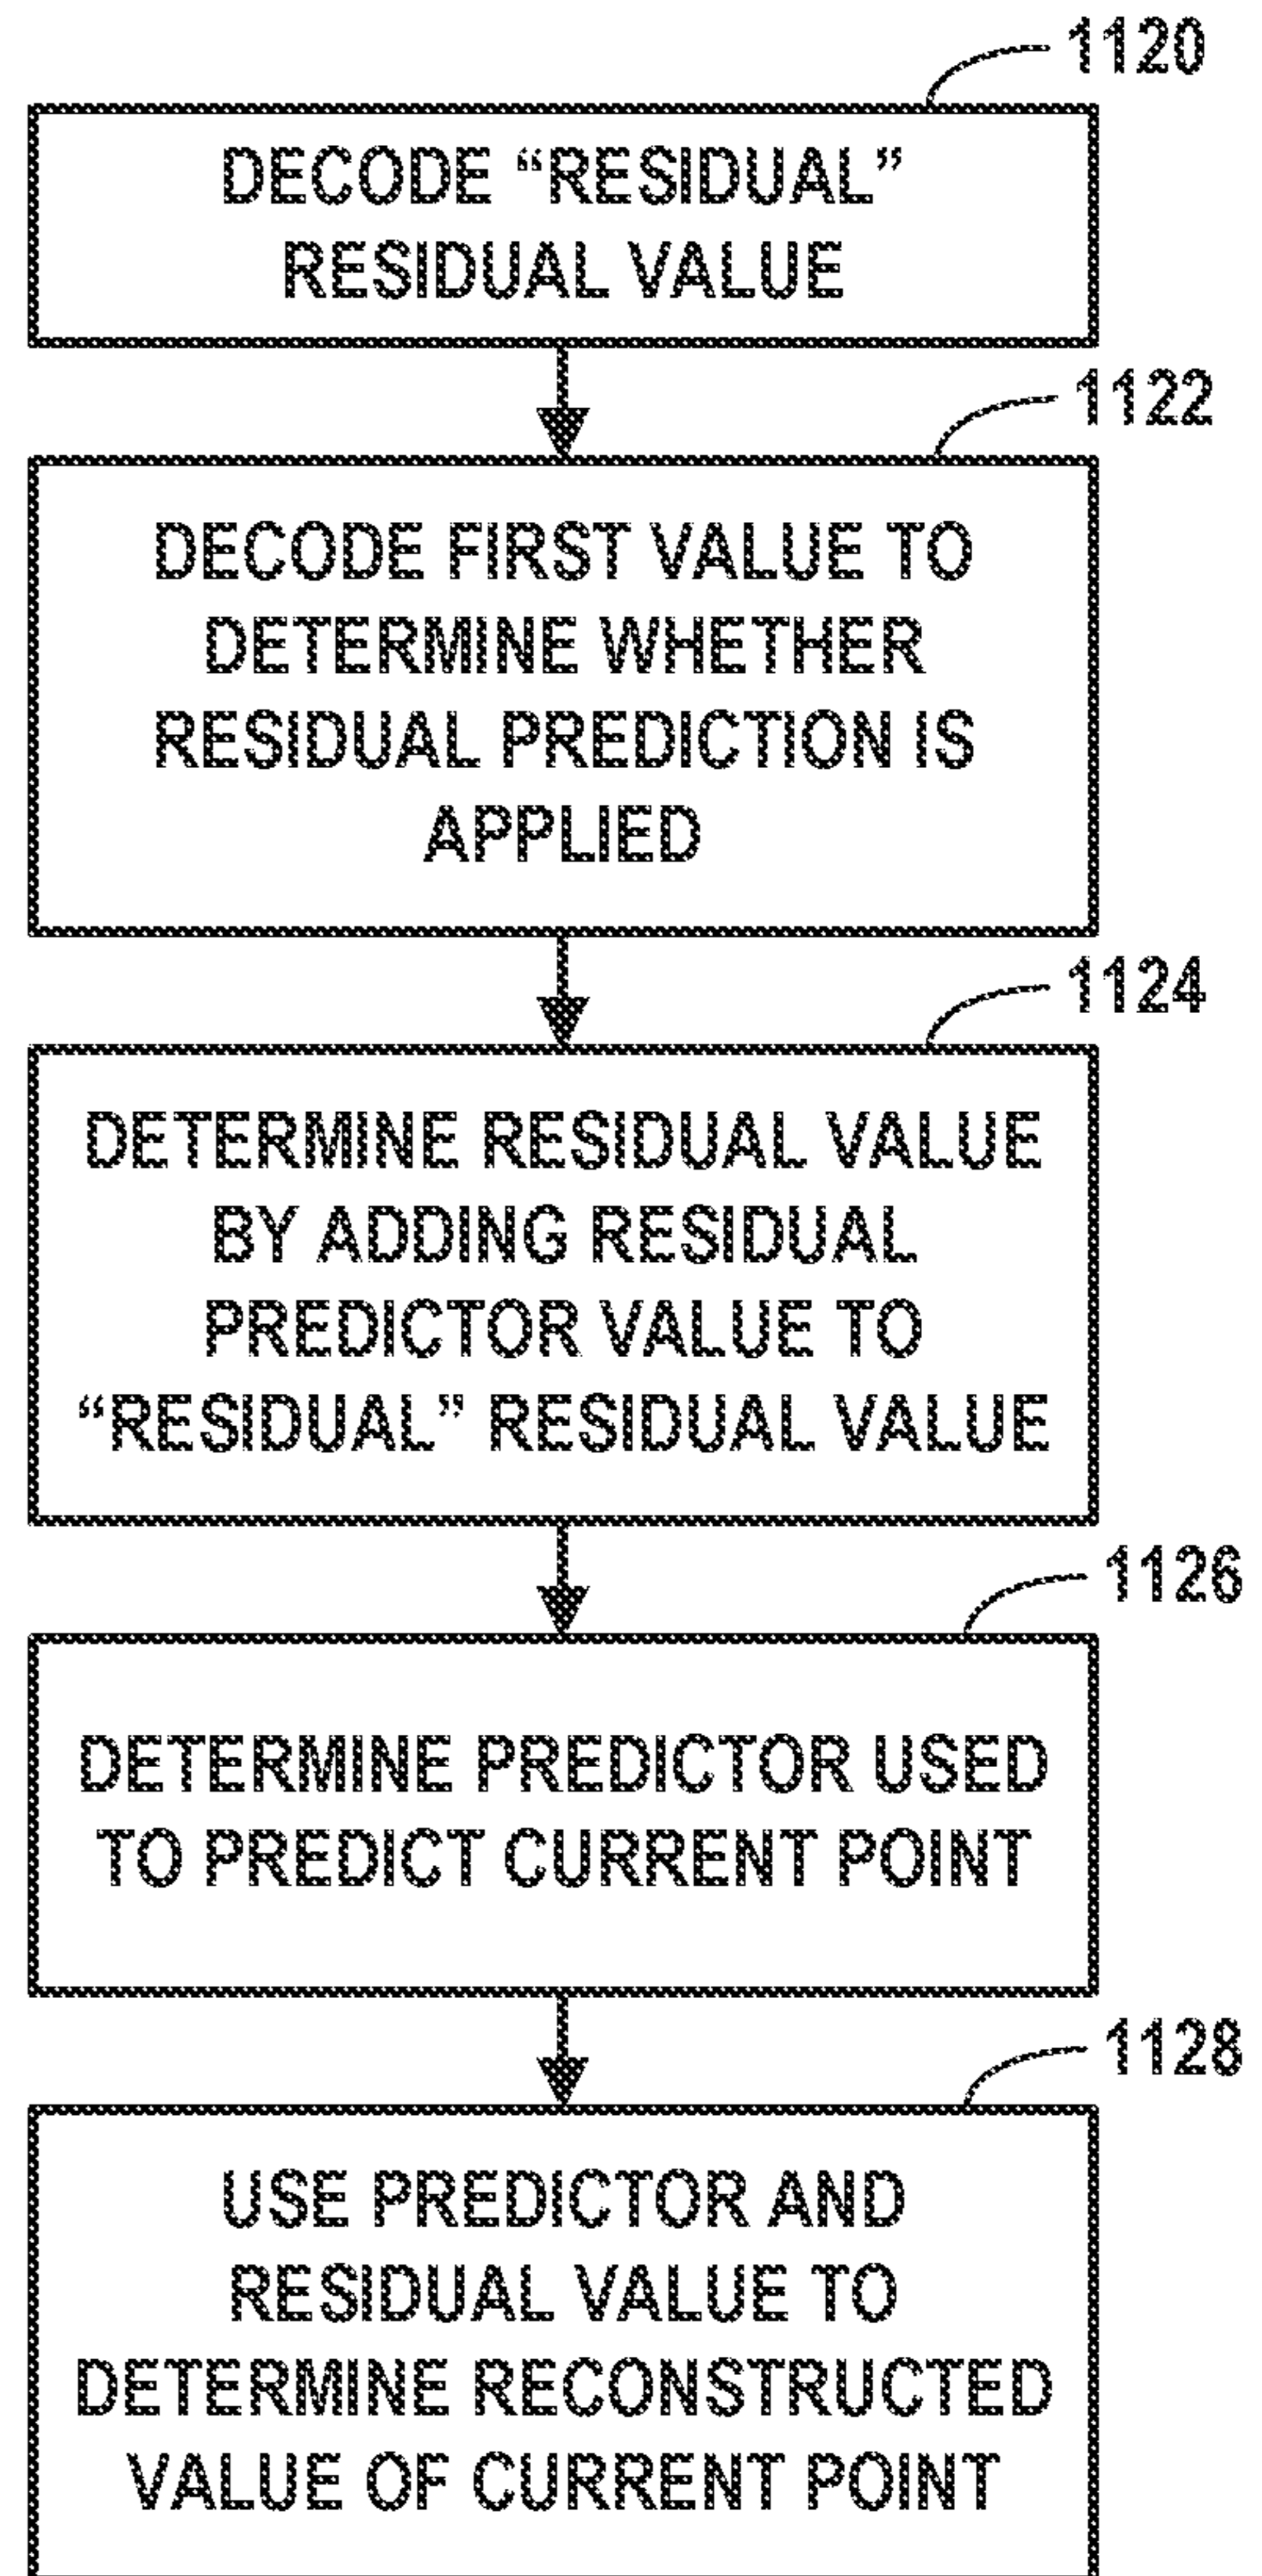 1120
DECODE “RESIDUAL”
RESIDUAL VALUE
1122
DECODE FIRST VALUE TO
DETERMINE WHETHER
RESIDUAL PREDICTION IS
APPLIED
1124
DETERMINE RESIDUAL VALUE
BY ADDING RESIDUAL
PREDICTOR VALUE TO
“RESIDUAL” RESIDUAL VALUE
1126
DETERMINE PREDICTOR USED
TO PREDICT CURRENT POINT
1128
USE PREDICTOR AND
RESIDUAL VALUE TO
DETERMINE RECONSTRUCTED
VALUE OF CURRENT POINT